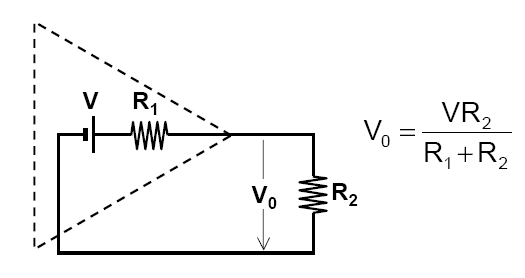 V R₁
V₀ R₂
V₀ = VR₂ / R₁ + R₂